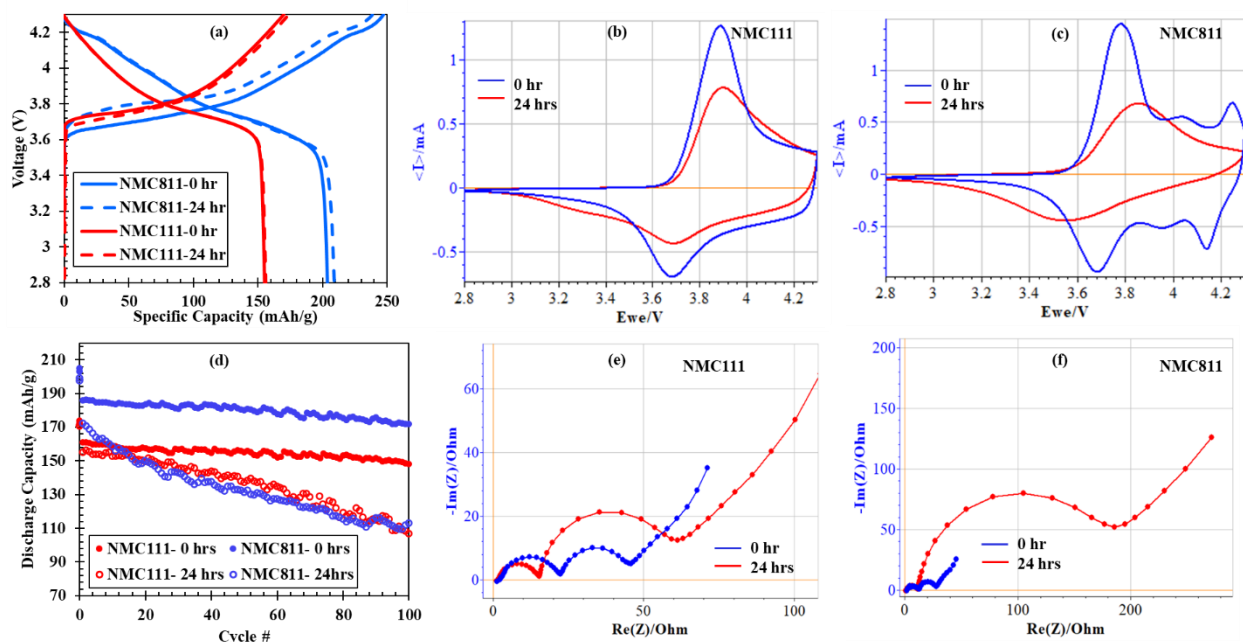 (a)
Voltage (V)
4.2
3.9
3.6
3.3
3.0
2.8
NMC811-0 hr
NMC811-24 hr
NMC111-0 hr
NMC111-24 hr
0 50 100 150 200 250
Specific Capacity (mAh/g)
(b)
NMC111
<I>/mA
1
0.5
0
-0.5
0 hr
24 hrs
2.8 3 3.2 3.4 3.6 3.8 4 4.2
Ewe/V
(c)
NMC811
<I>/mA
1
0.5
0
-0.5
0 hr
24 hrs
2.8 3 3.2 3.4 3.6 3.8 4 4.2
Ewe/V
(d)
Discharge Capacity (mAh/g)
210
190
170
150
130
110
90
70
NMC111- 0 hrs
NMC811- 0 hrs
NMC111- 24 hrs
NMC811- 24hrs
0 20 40 60 80 100
Cycle #
(e)
NMC111
-Im(Z)/Ohm
60
40
20
0
0 hr
24 hrs
0 50 100
Re(Z)/Ohm
(f)
NMC811
-Im(Z)/Ohm
200
150
100
50
0
0 hr
24 hrs
0 100 200
Re(Z)/Ohm